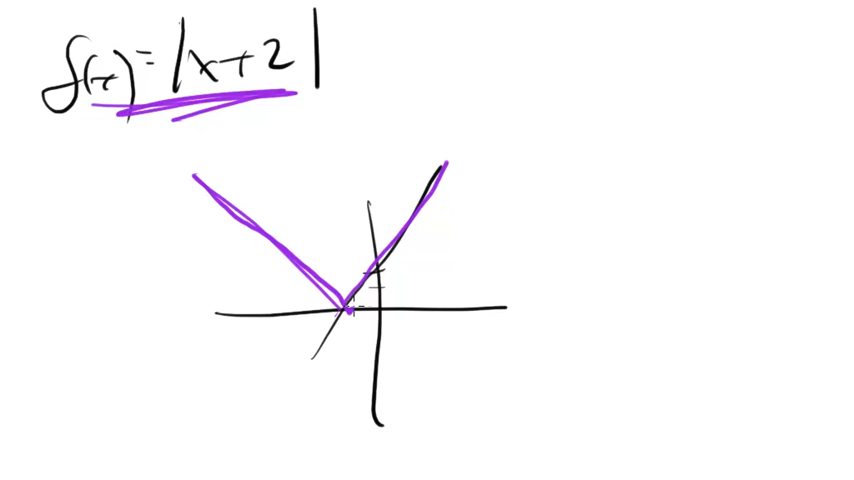 f(x) = |x+2|